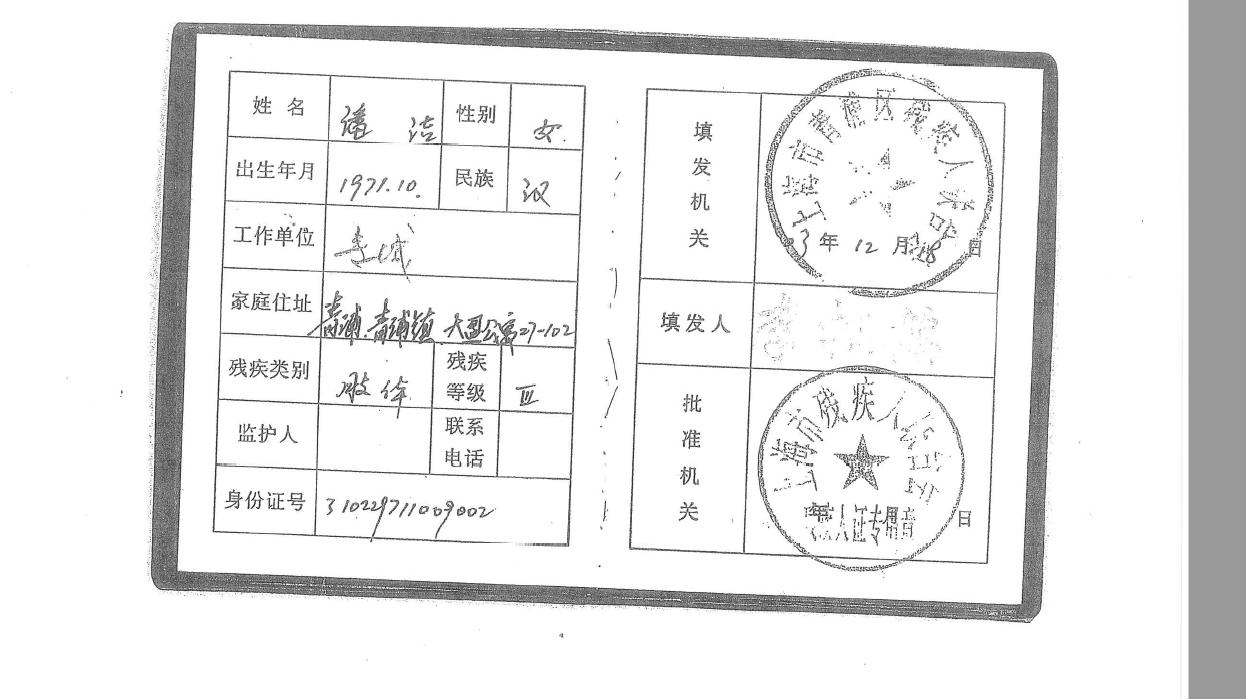 姓 名 潘 洁 性别 女
出生年月 1971.10. 民族 汉
工作单位
家庭住址 青浦 青浦镇 大盈公寓27-102
残疾类别 肢体 残疾等级 Ⅲ
监护人 联系电话
身份证号 310229711009002
填发机关
上海市青浦区残疾人联合会
3 年 12 月 18 日
填发人
批准机关
上海市残疾人联合会
残疾人证专用章
年 日